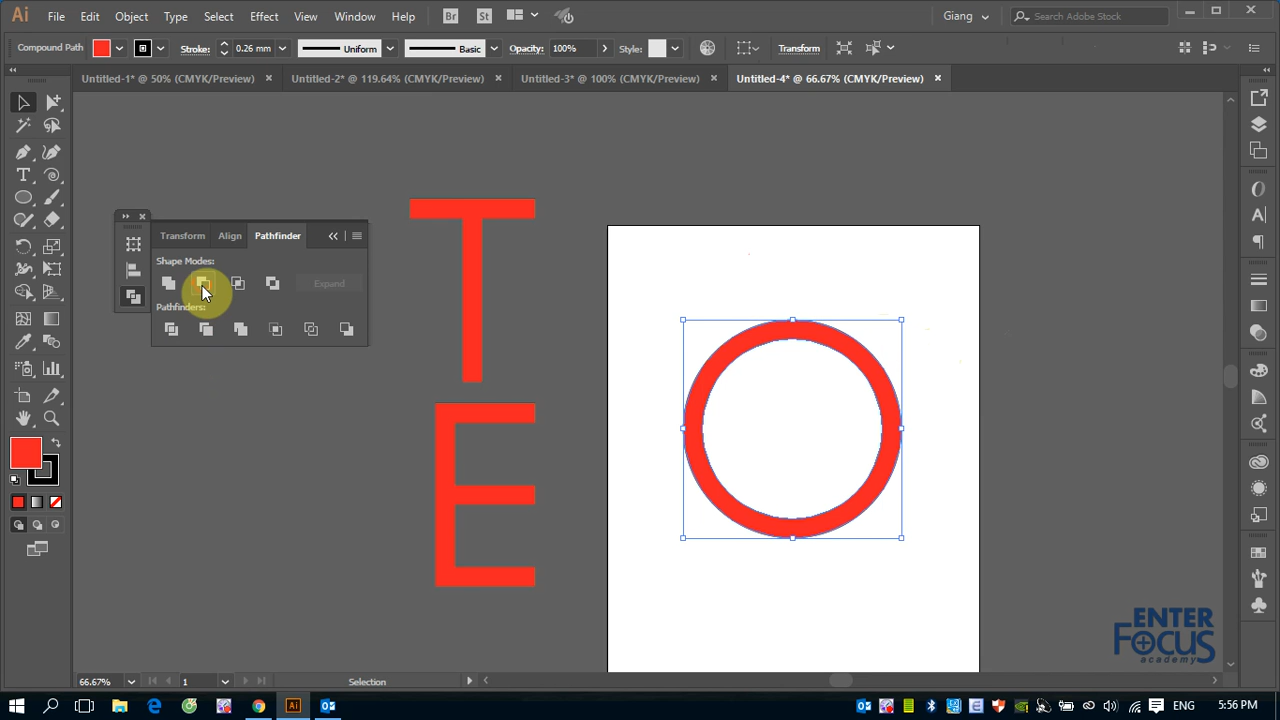 Ai File Edit Object Type Select Effect View Window Help Br St Giang Search Adobe Stock
Compound Path Stroke: 0.26 mm Uniform Basic Opacity: 100% Style: Transform
Untitled-1* @ 50% (CMYK/Preview) Untitled-2* @ 119.64% (CMYK/Preview) Untitled-3* @ 100% (CMYK/Preview) Untitled-4* @ 66.67% (CMYK/Preview)
Transform Align Pathfinder
Shape Modes:
Expand
Pathfinders:
T
E
O
ENTER
FOCUS
academy
66.67% 1 Selection
Ai 5:56 PM